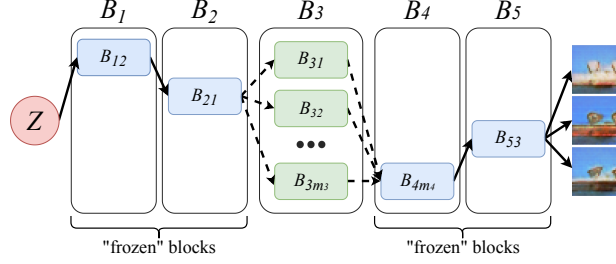 B1 B2 B3 B4 B5
B12
B31
B21
Z
B32
B53
•••
B3m3
B4m4
"frozen" blocks
"frozen" blocks